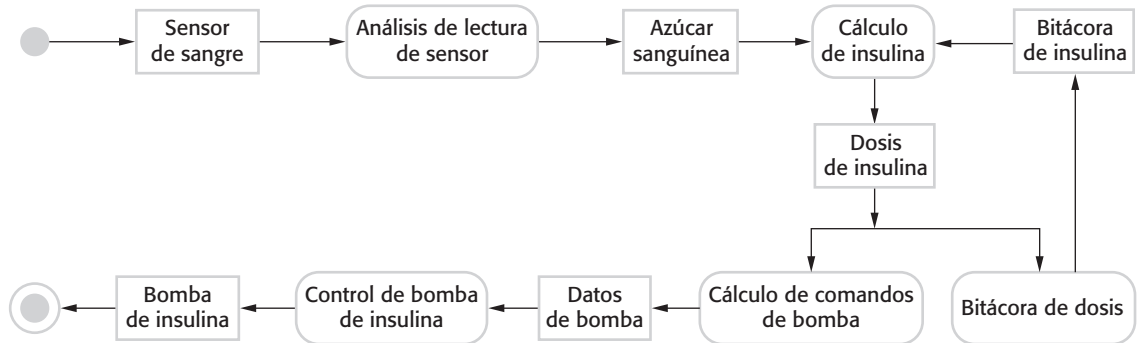 Sensor
de sangre
Análisis de lectura
de sensor
Azúcar
sanguínea
Cálculo
de insulina
Bitácora
de insulina
Dosis
de insulina
Bomba
de insulina
Control de bomba
de insulina
Datos
de bomba
Cálculo de comandos
de bomba
Bitácora de dosis